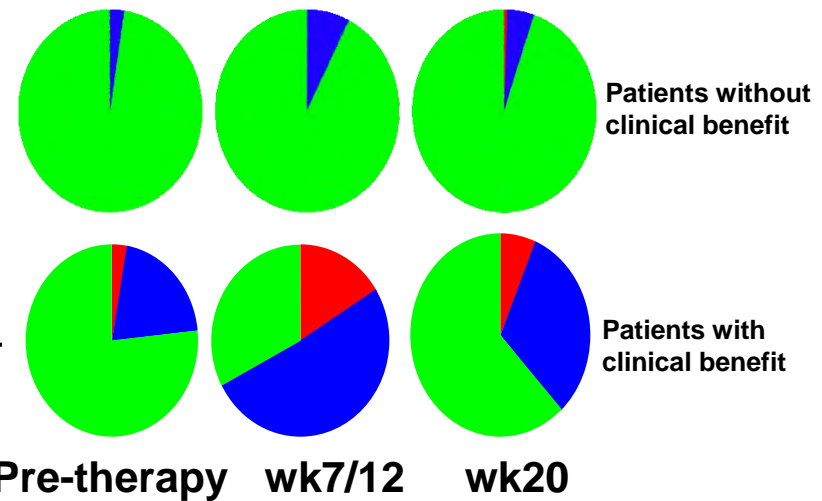 Patients without
clinical benefit
Patients with
clinical benefit
Pre-therapy wk7/12 wk20